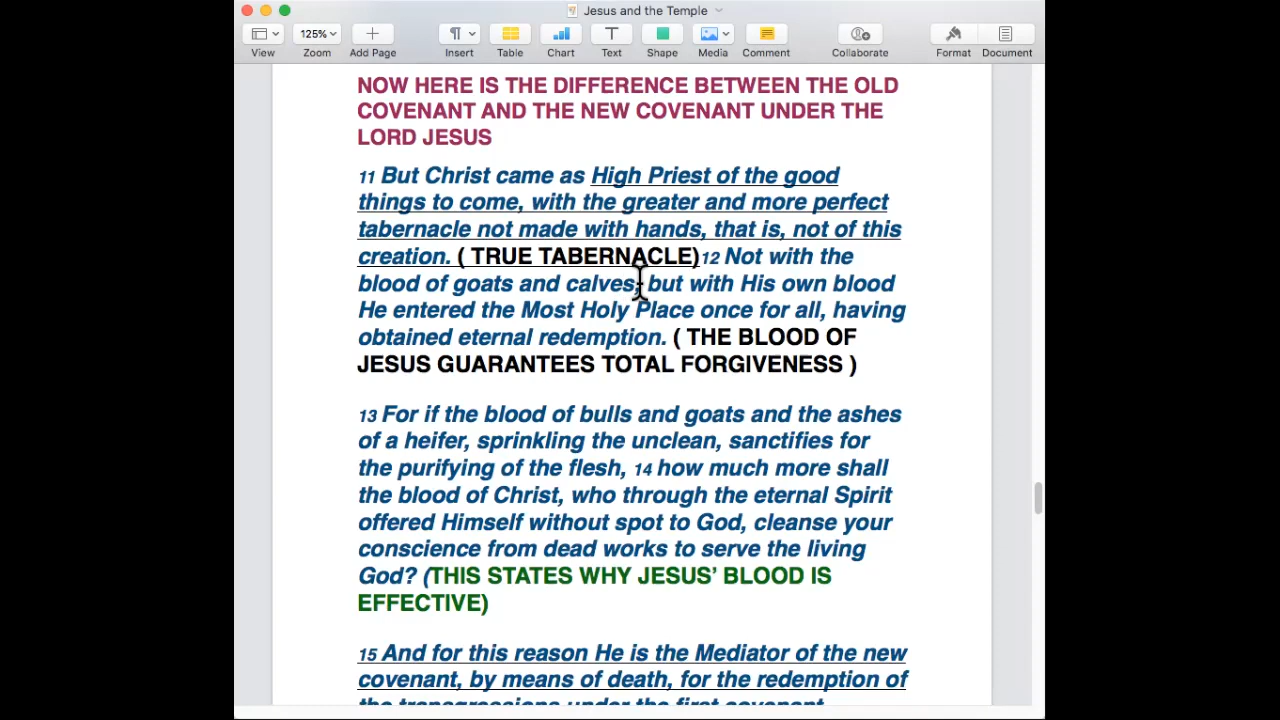 Jesus and the Temple
125%
View
Zoom
Add Page
Insert
Table
Chart
Text
Shape
Media
Comment
Collaborate
Format
Document
NOW HERE IS THE DIFFERENCE BETWEEN THE OLD
COVENANT AND THE NEW COVENANT UNDER THE
LORD JESUS
11 But Christ came as High Priest of the good
things to come, with the greater and more perfect
tabernacle not made with hands, that is, not of this
creation. ( TRUE TABERNACLE)12 Not with the
blood of goats and calves, but with His own blood
He entered the Most Holy Place once for all, having
obtained eternal redemption. ( THE BLOOD OF
JESUS GUARANTEES TOTAL FORGIVENESS )
13 For if the blood of bulls and goats and the ashes
of a heifer, sprinkling the unclean, sanctifies for
the purifying of the flesh, 14 how much more shall
the blood of Christ, who through the eternal Spirit
offered Himself without spot to God, cleanse your
conscience from dead works to serve the living
God? (THIS STATES WHY JESUS’ BLOOD IS
EFFECTIVE)
15 And for this reason He is the Mediator of the new
covenant, by means of death, for the redemption of
the transgressions under the first covenant